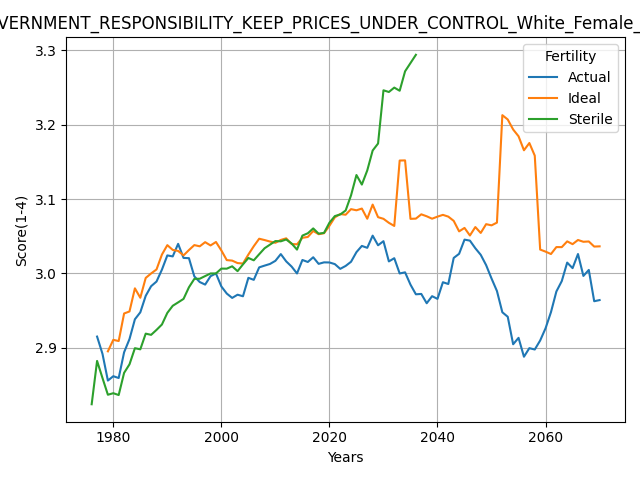 VERNMENT_RESPONSIBILITY_KEEP_PRICES_UNDER_CONTROL_White_Female_
3.3
3.2
3.1
3.0
2.9
Score(1-4)
1980
2000
2020
2040
2060
Years
Fertility
Actual
Ideal
Sterile